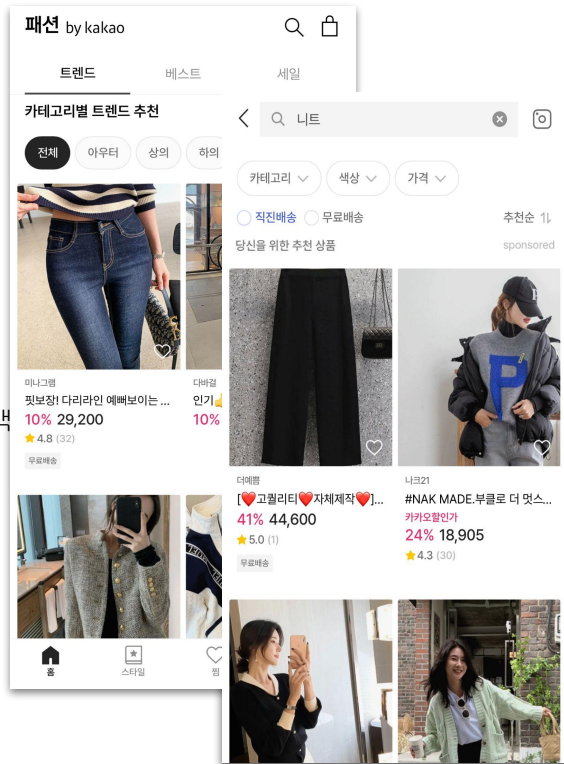 패션 by kakao
트렌드
베스트
세일
카테고리별 트렌드 추천
전체
아우터
상의
하의
미나그램
핏보장! 다리라인 예뻐보이는 ...
10% 29,200
4.8 (32)
무료배송
다바걸
인기
10%
홈
스타일
찜
니트
카테고리
색상
가격
직진배송
무료배송
추천순
당신을 위한 추천 상품
sponsored
더예쁨
[❤️고퀄리티❤️자체제작❤️]...
41% 44,600
5.0 (1)
무료배송
나크21
#NAK MADE.부클로 더 멋스...
카카오할인가
24% 18,905
4.3 (30)
P